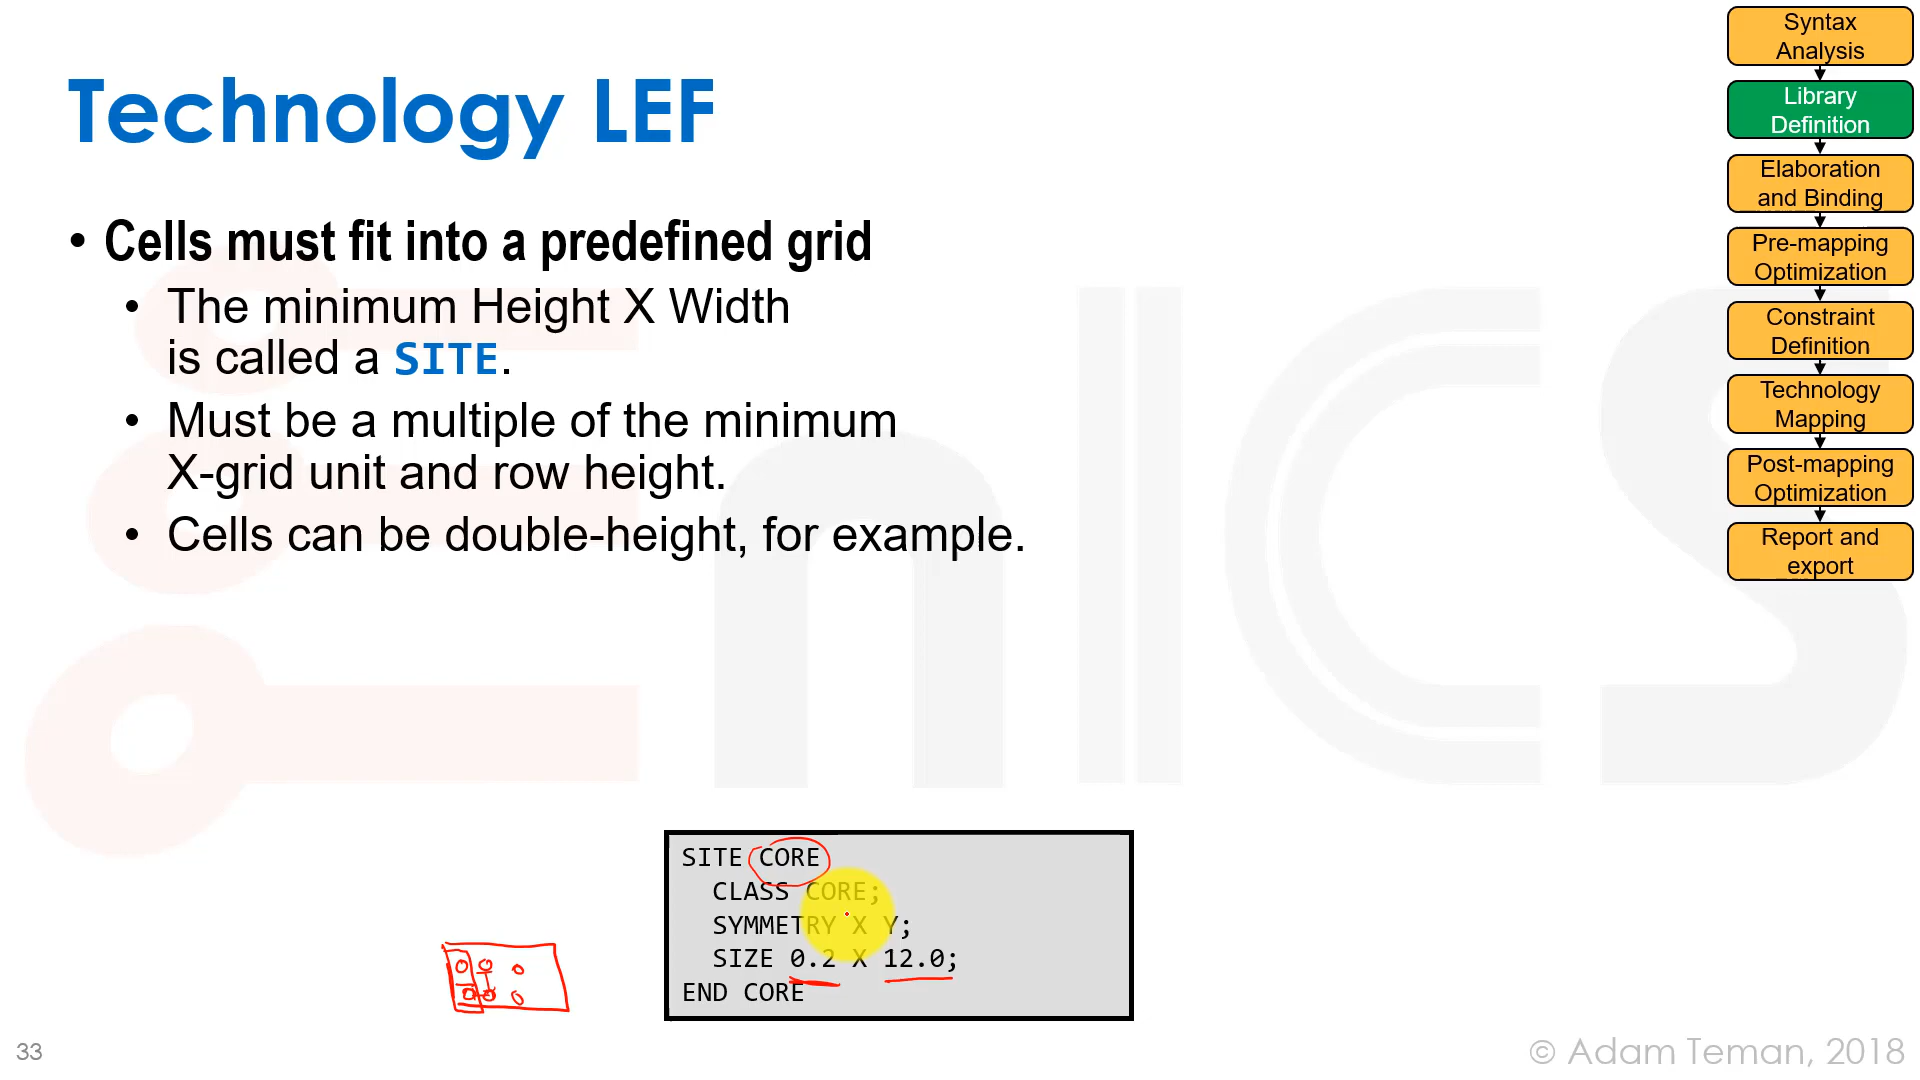 Technology LEF
• Cells must fit into a predefined grid
• The minimum Height X Width
is called a SITE.
• Must be a multiple of the minimum
X-grid unit and row height.
• Cells can be double-height, for example.
SITE CORE
CLASS CORE;
SYMMETRY X Y;
SIZE 0.2 X 12.0;
END CORE
Syntax
Analysis
Library
Definition
Elaboration
and Binding
Pre-mapping
Optimization
Constraint
Definition
Technology
Mapping
Post-mapping
Optimization
Report and
export
nICS
33
© Adam Teman, 2018